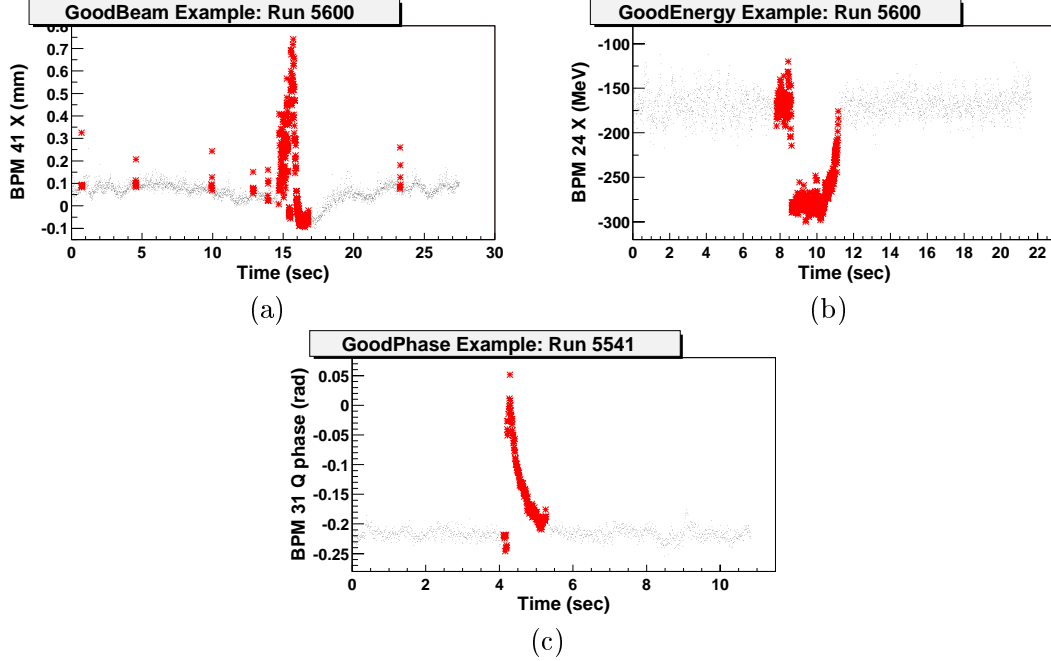 GoodBeam Example: Run 5600
BPM 41 X (mm)
0.8
0.7
0.6
0.5
0.4
0.3
0.2
0.1
0
-0.1
0 5 10 15 20 25 30
Time (sec)
(a)
GoodEnergy Example: Run 5600
BPM 24 X (MeV)
-100
-150
-200
-250
-300
0 2 4 6 8 10 12 14 16 18 20 22
Time (sec)
(b)
GoodPhase Example: Run 5541
BPM 31 Q phase (rad)
0.05
0
-0.05
-0.1
-0.15
-0.2
-0.25
0 2 4 6 8 10
Time (sec)
(c)